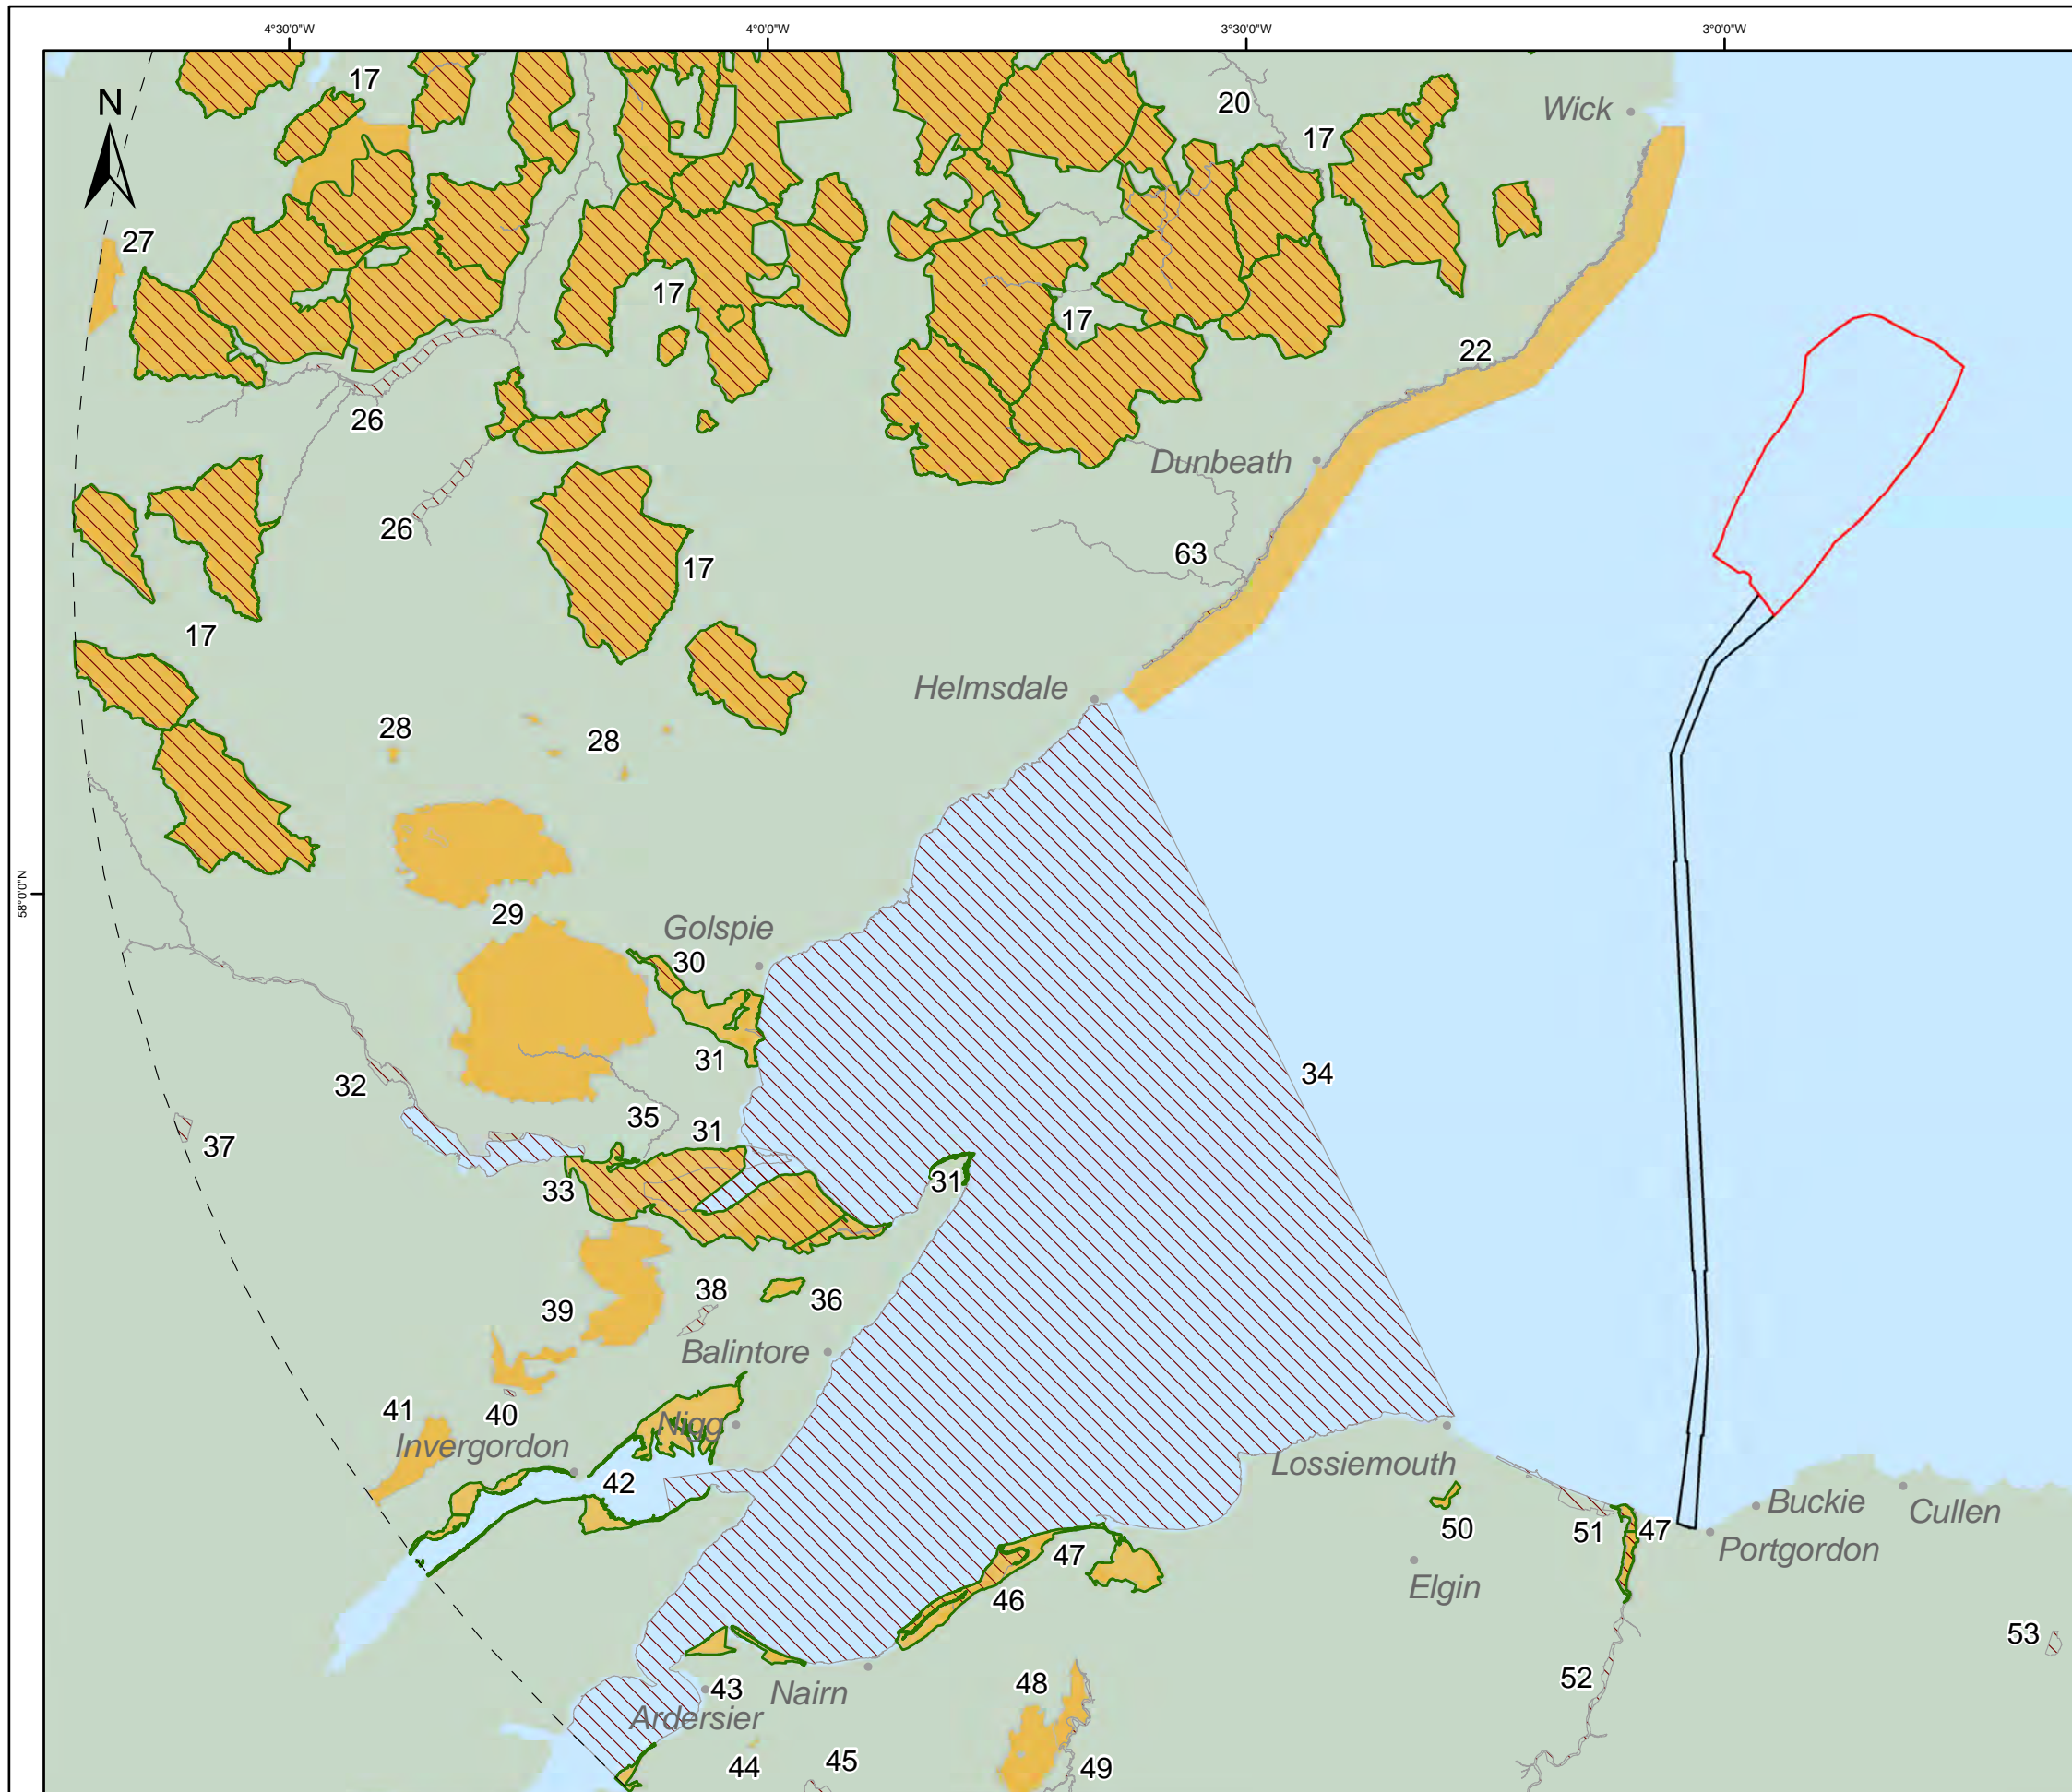 4°30'0"W
4°0'0"W
3°30'0"W
3°0'0"W
17
N
20
Wick
17
27
17
17
22
26
Dunbeath
26
63
17
17
Helmsdale
28
28
58°0'0"N
29
Golspie
30
31
34
32
35
31
37
31
33
38
36
39
Balintore
41
40
Nigg
Invergordon
42
Lossiemouth
Buckie
Cullen
50
51
47
Portgordon
47
Elgin
46
53
52
48
43
Nairn
Ardersier
45
44
49